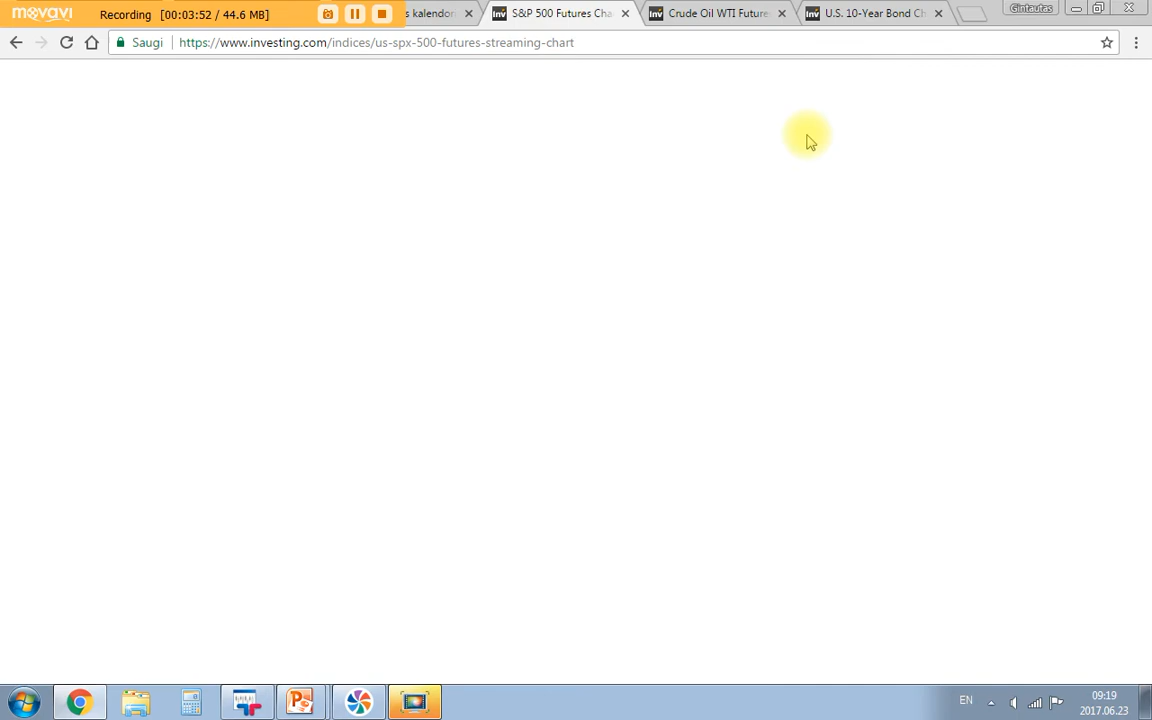 movavi Recording [00:03:52 / 44.6 MB]
s kalendori
S&P 500 Futures Cha
Crude Oil WTI Future
U.S. 10-Year Bond Ch
Gintautas
Saugi https://www.investing.com/indices/us-spx-500-futures-streaming-chart
EN
09:19
2017.06.23